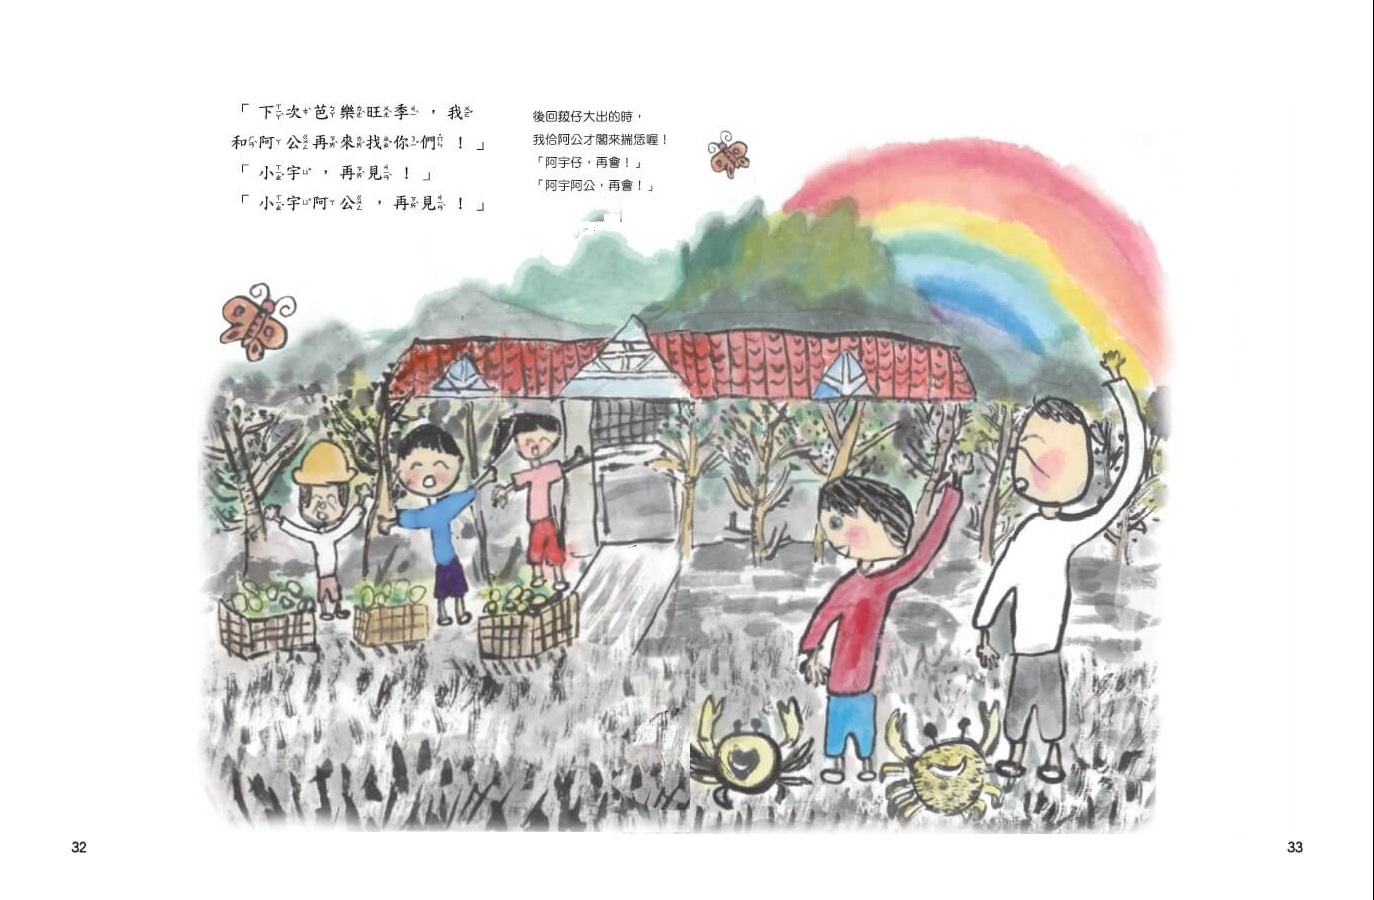 「下次芭樂旺季，我
和阿公再來找你們！」
「小宇，再見！」
「小宇阿公，再見！」
後回菝仔大出的時，
我佮阿公才閣來揣恁喔！
「阿宇仔，再會！」
「阿宇阿公，再會！」
32
33